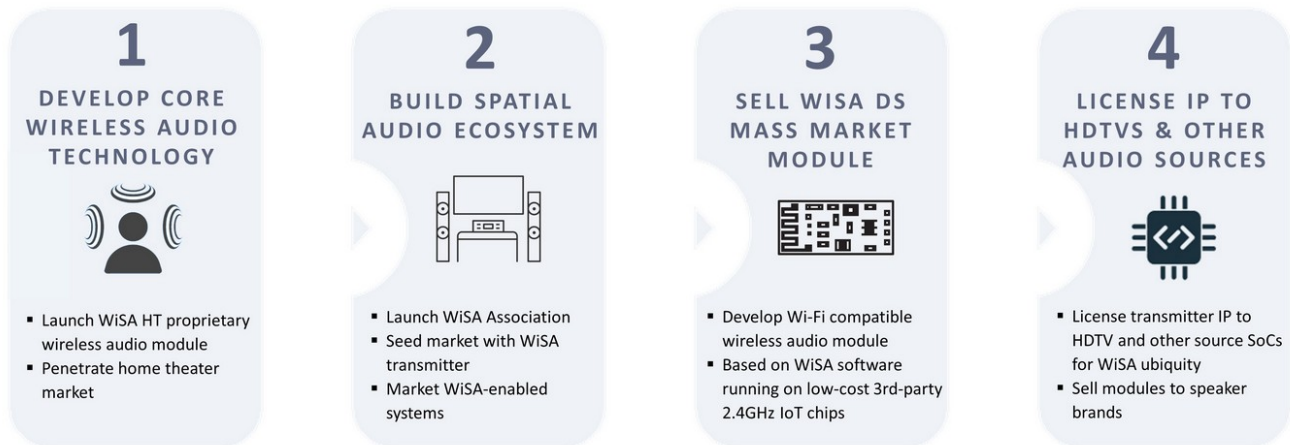 1
DEVELOP CORE
WIRELESS AUDIO
TECHNOLOGY
▪ Launch WiSA HT proprietary
wireless audio module
▪ Penetrate home theater
market
2
BUILD SPATIAL
AUDIO ECOSYSTEM
▪ Launch WiSA Association
▪ Seed market with WiSA
transmitter
▪ Market WiSA-enabled
systems
3
SELL WISA DS
MASS MARKET
MODULE
▪ Develop Wi-Fi compatible
wireless audio module
▪ Based on WiSA software
running on low-cost 3rd-party
2.4GHz IoT chips
4
LICENSE IP TO
HDTVS & OTHER
AUDIO SOURCES
▪ License transmitter IP to
HDTV and other source SoCs
for WiSA ubiquity
▪ Sell modules to speaker
brands